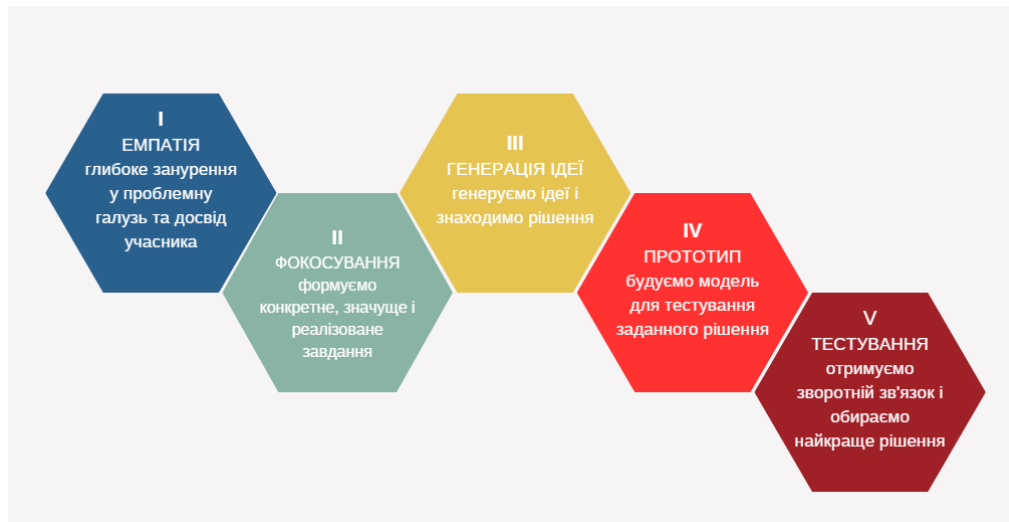 I
ЕМПАТІЯ
глибоке занурення
у проблемну
галузь та досвід
учасника
II
ФОКОСУВАННЯ
формуємо
конкретне, значуще і
реалізоване
завдання
III
ГЕНЕРАЦІЯ ІДЕЇ
генеруємо ідеї і
знаходимо рішення
IV
ПРОТОТИП
будуємо модель
для тестування
заданного рішення
V
ТЕСТУВАННЯ
отримуємо
зворотній зв'язок і
обираємо
найкраще рішення